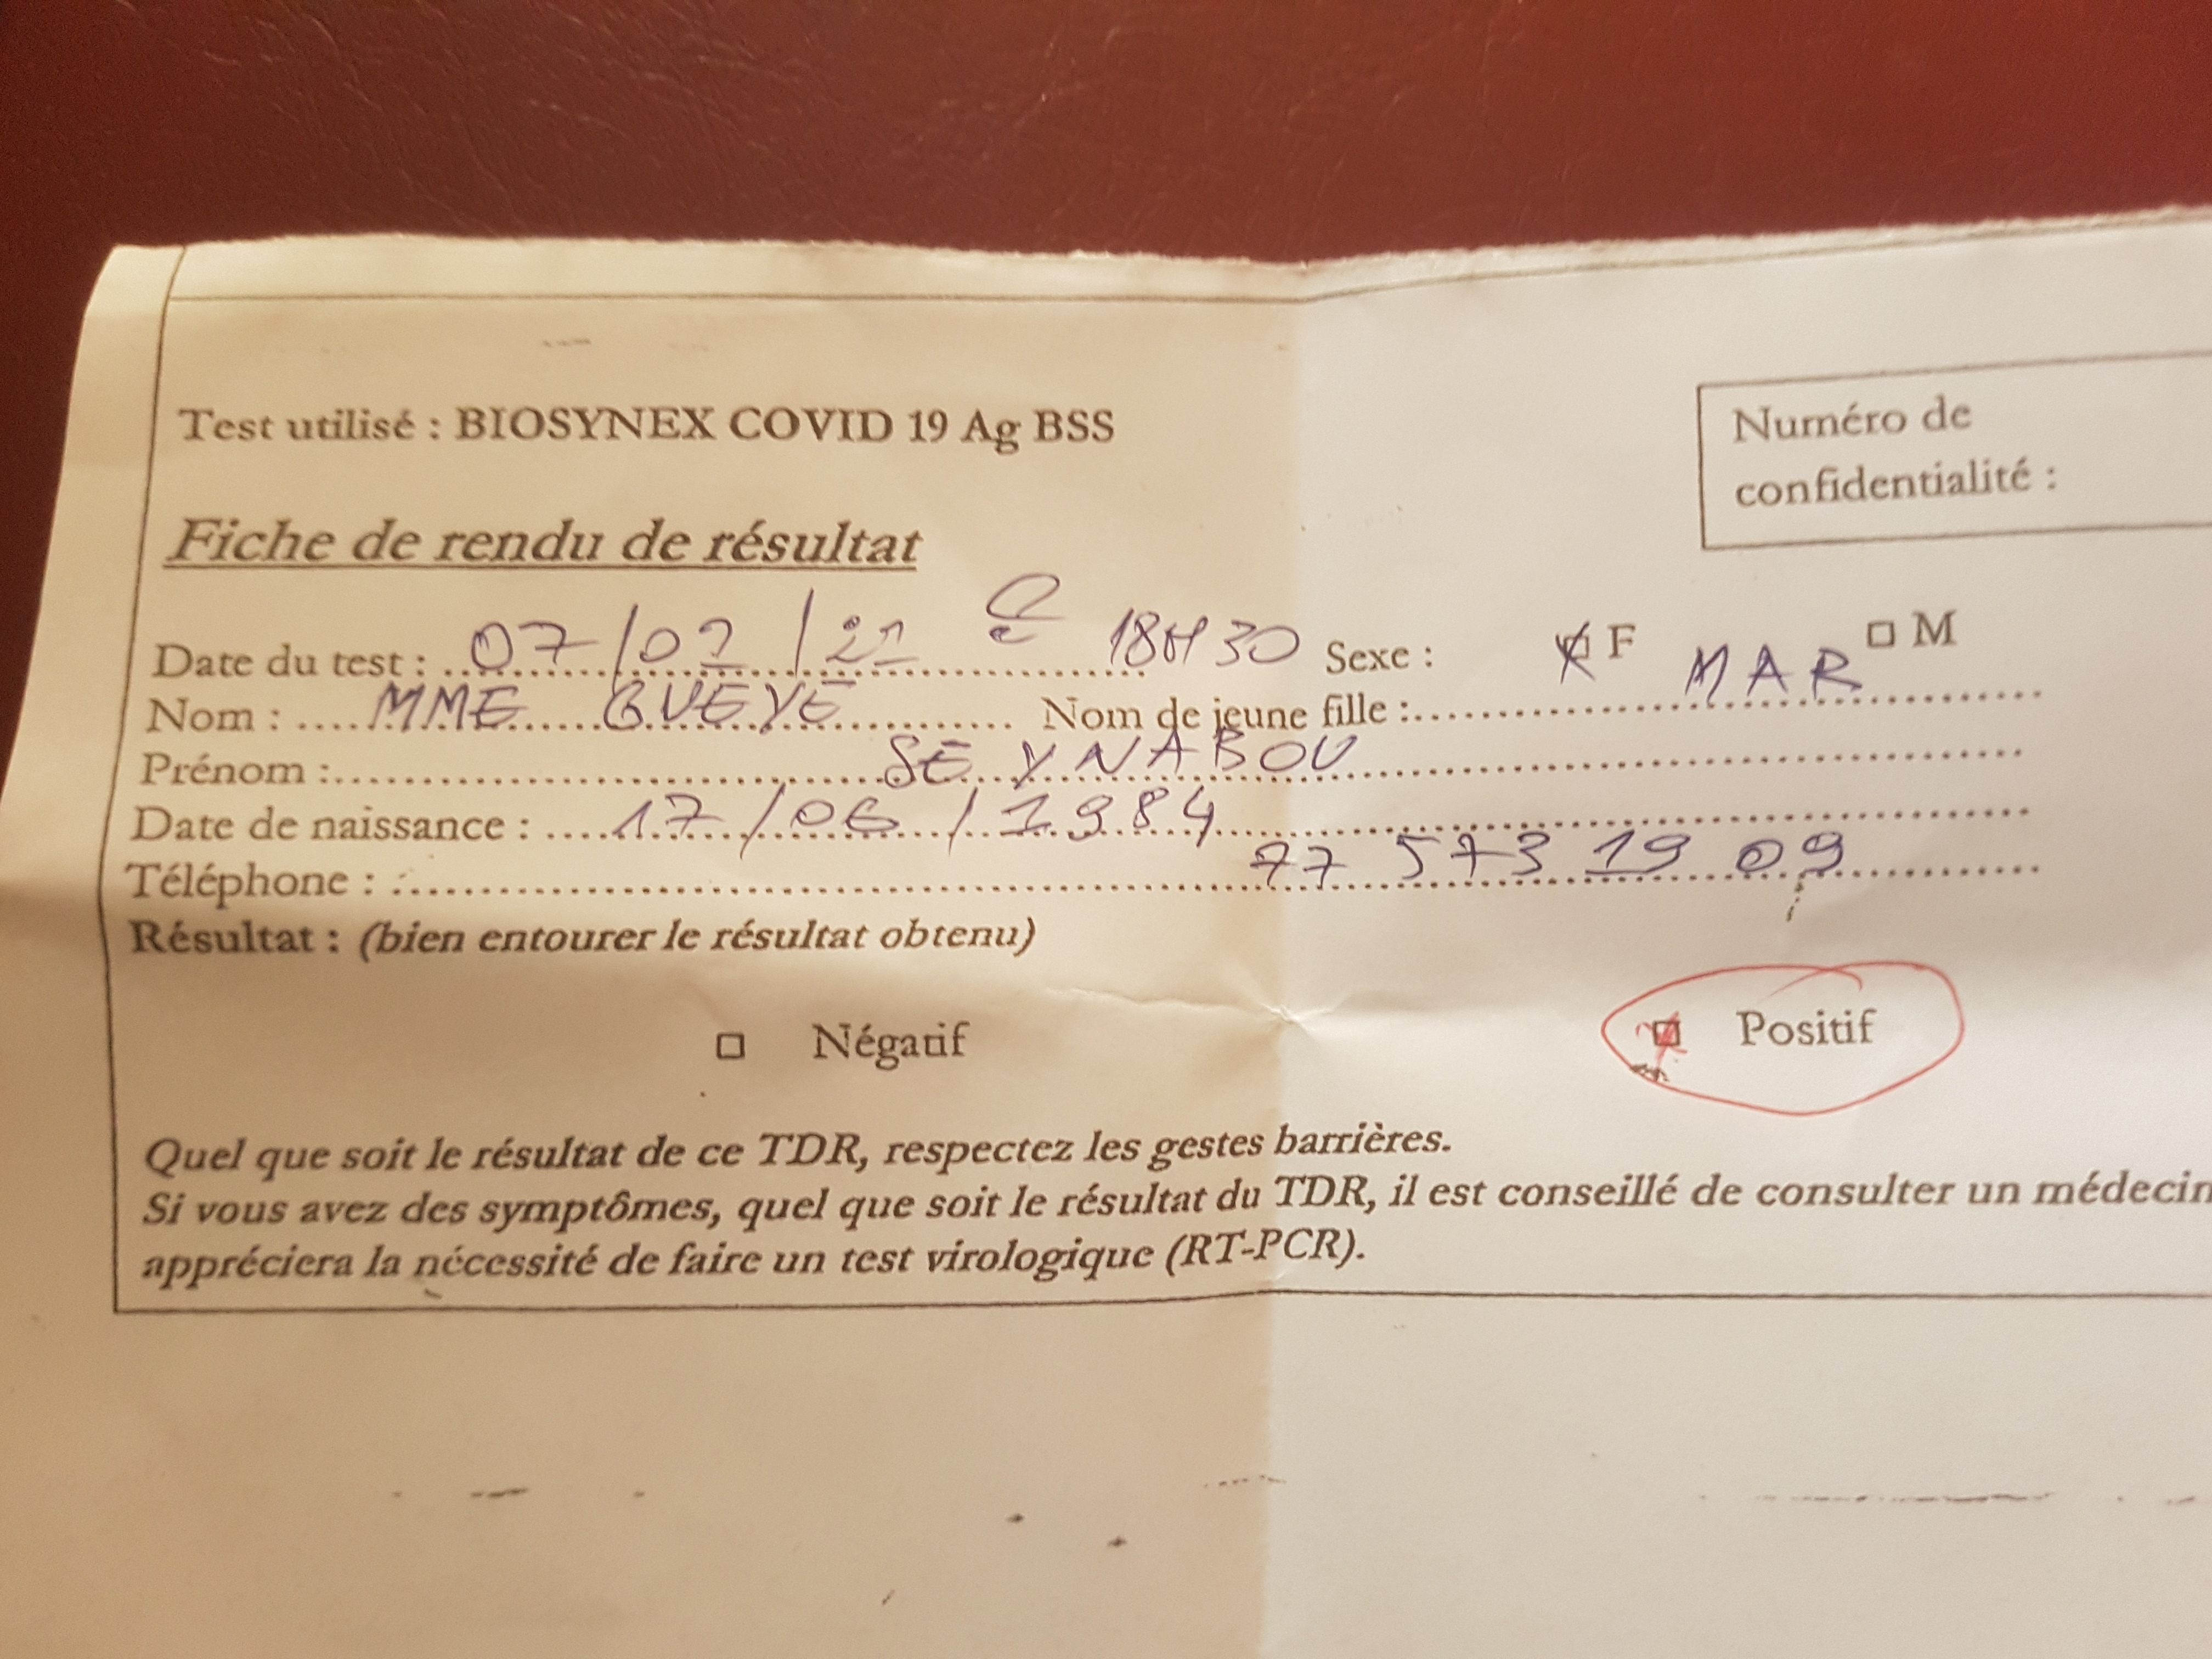 Test utilisé : BIOSYNEX COVID 19 Ag BSS
Numéro de
confidentialité :
Fiche de rendu de résultat
Date du test : 07/02/22 18H30 Sexe : F M
Nom : MME GUEYE Nom de jeune fille : MAR
Prénom : SEYNABOU
Date de naissance : 17/06/1984
Téléphone : 77 573 19 09
Résultat : (bien entourer le résultat obtenu)
Négatif Positif
Quel que soit le résultat de ce TDR, respectez les gestes barrières.
Si vous avez des symptômes, quel que soit le résultat du TDR, il est conseillé de consulter un médecin
appréciera la nécessité de faire un test virologique (RT-PCR).